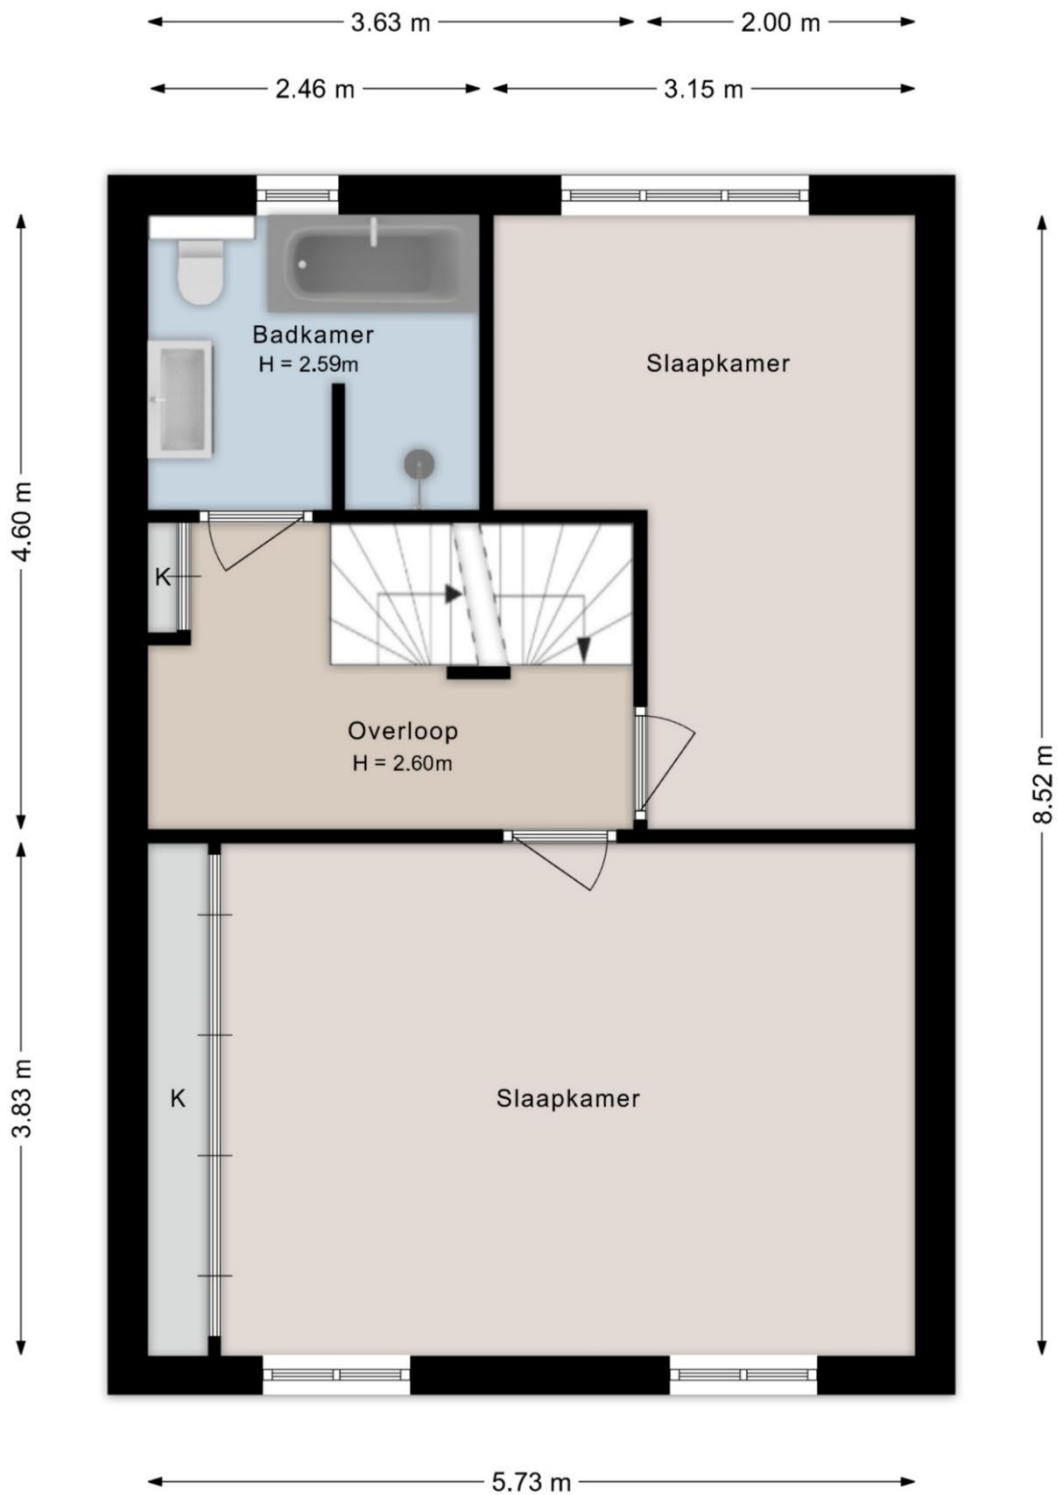 3.63 m
2.00 m
2.46 m
3.15 m
Badkamer
H = 2.59m
Slaapkamer
4.60 m
K
Overloop
H = 2.60m
8.52 m
3.83 m
K
Slaapkamer
5.73 m